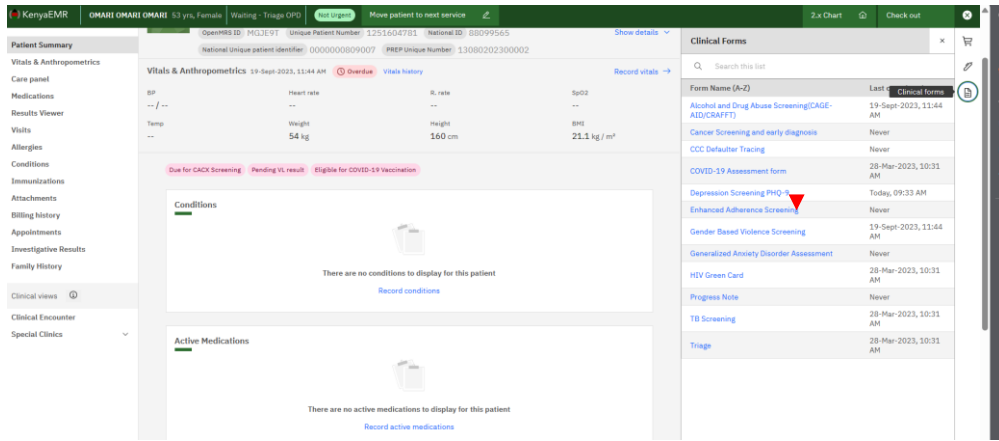 KenyaEMR OMARI OMARI OMARI 53 yrs, Female Waiting - Triage OPD Not Urgent Move patient to next service 2.x Chart Check out
Patient Summary
Vitals & Anthropometrics
Care panel
Medications
Results Viewer
Visits
Allergies
Conditions
Immunizations
Attachments
Billing history
Appointments
Investigative Results
Family History
Clinical views
Clinical Encounter
Special Clinics
OpenMRS ID MGJE9T Unique Patient Number 1251604781 National ID 88099565 Show details
National Unique patient identifier 0000000809007 PREP Unique Number 13080202300002
Vitals & Anthropometrics 19-Sept-2023, 11:44 AM Overdue Vitals history Record vitals →
BP Heart rate R. rate SpO2
-- / -- -- -- --
Temp Weight Height BMI
-- 54 kg 160 cm 21.1 kg / m²
Due for CACX Screening Pending VL result Eligible for COVID-19 Vaccination
Conditions
There are no conditions to display for this patient
Record conditions
Active Medications
There are no active medications to display for this patient
Record active medications
Clinical Forms ×
Search this list
Form Name (A-Z) Last c
Clinical forms
Alcohol and Drug Abuse Screening(CAGE- 19-Sept-2023, 11:44
AID/CRAFFT) AM
Cancer Screening and early diagnosis Never
CCC Defaulter Tracing Never
COVID-19 Assessment form 28-Mar-2023, 10:31
AM
Depression Screening PHQ-9 Today, 09:33 AM
Enhanced Adherence Screening Never
Gender Based Violence Screening 19-Sept-2023, 11:44
AM
Generalized Anxiety Disorder Assessment Never
HIV Green Card 28-Mar-2023, 10:31
AM
Progress Note Never
TB Screening 28-Mar-2023, 10:31
AM
Triage 28-Mar-2023, 10:31
AM